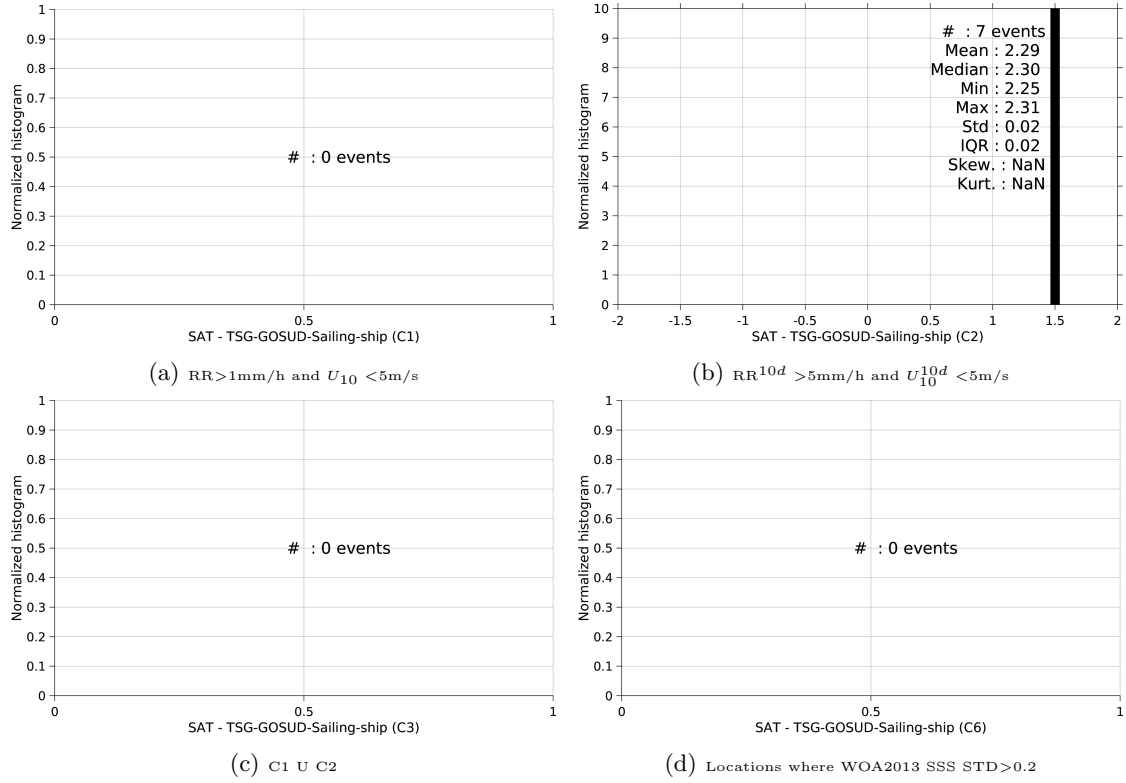 1
0.9
0.8
0.7
0.6
0.5
0.4
0.3
0.2
0.1
0
Normalized histogram
# : 0 events
0 0.5 1
SAT - TSG-GOSUD-Sailing-ship (C1)
(a) RR>1mm/h and U10 <5m/s
10
9
8
7
6
5
4
3
2
1
0
Normalized histogram
# : 7 events
Mean : 2.29
Median : 2.30
Min : 2.25
Max : 2.31
Std : 0.02
IQR : 0.02
Skew. : NaN
Kurt. : NaN
-2 -1.5 -1 -0.5 0 0.5 1 1.5 2
SAT - TSG-GOSUD-Sailing-ship (C2)
(b) RR^10d >5mm/h and U10^10d <5m/s
1
0.9
0.8
0.7
0.6
0.5
0.4
0.3
0.2
0.1
0
Normalized histogram
# : 0 events
0 0.5 1
SAT - TSG-GOSUD-Sailing-ship (C3)
(c) C1 U C2
1
0.9
0.8
0.7
0.6
0.5
0.4
0.3
0.2
0.1
0
Normalized histogram
# : 0 events
0 0.5 1
SAT - TSG-GOSUD-Sailing-ship (C6)
(d) Locations where WOA2013 SSS STD>0.2